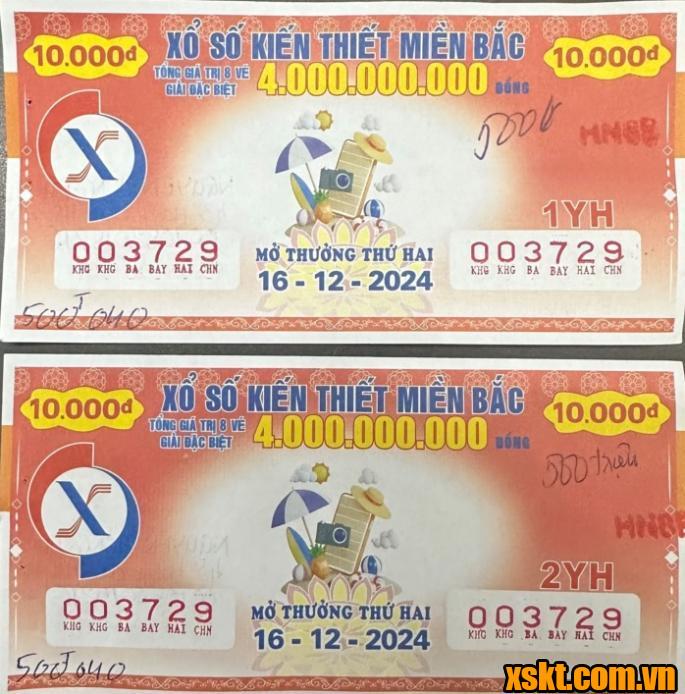 10.000đ XỔ SỐ KIẾN THIẾT MIỀN BẮC 10.000đ
TỔNG GIÁ TRỊ 8 VÉ
GIẢI ĐẶC BIỆT 4.000.000.000 ĐỒNG
HN88
X
1YH
003729
KHG KHG BA BAY HAI CHN
MỞ THƯỞNG THỨ HAI
16 - 12 - 2024
003729
KHG KHG BA BAY HAI CHN
10.000đ XỔ SỐ KIẾN THIẾT MIỀN BẮC 10.000đ
TỔNG GIÁ TRỊ 8 VÉ
GIẢI ĐẶC BIỆT 4.000.000.000 ĐỒNG
500 triệu
X
2YH
003729
KHG KHG BA BAY HAI CHN
MỞ THƯỞNG THỨ HAI
16 - 12 - 2024
003729
KHG KHG BA BAY HAI CHN
xskt.com.vn